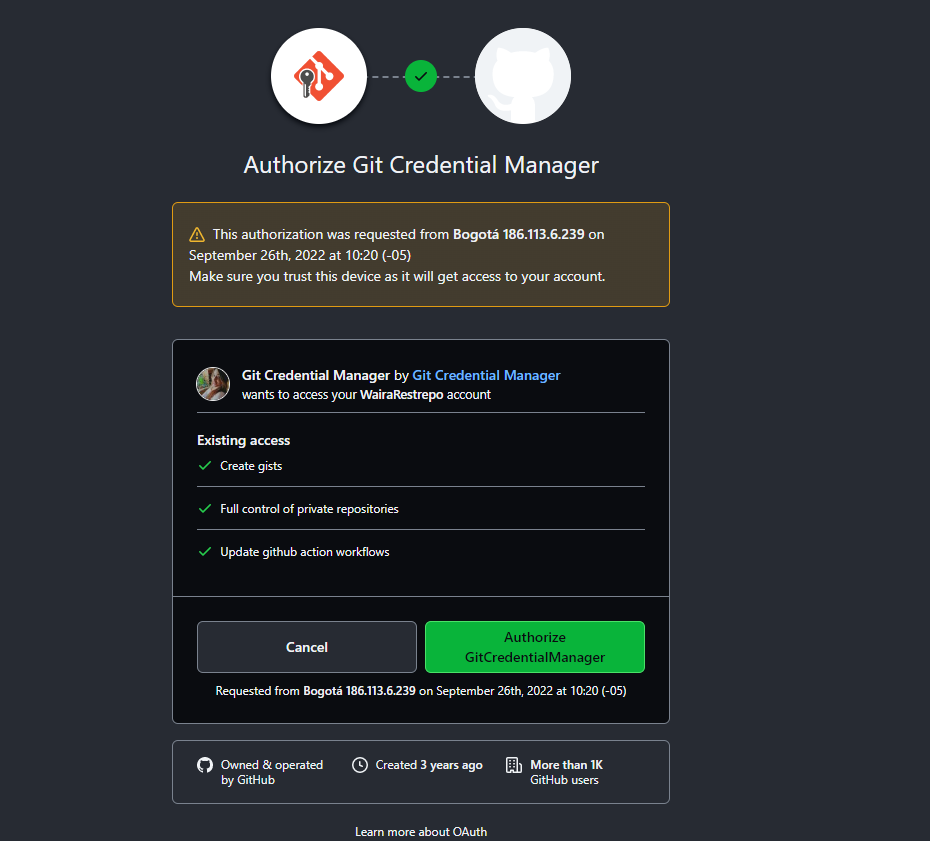 Authorize Git Credential Manager
This authorization was requested from Bogotá 186.113.6.239 on
September 26th, 2022 at 10:20 (-05)
Make sure you trust this device as it will get access to your account.
Git Credential Manager by Git Credential Manager
wants to access your WairaRestrepo account
Existing access
Create gists
Full control of private repositories
Update github action workflows
Cancel
Authorize
GitCredentialManager
Requested from Bogotá 186.113.6.239 on September 26th, 2022 at 10:20 (-05)
Owned & operated
by GitHub
Created 3 years ago
More than 1K
GitHub users
Learn more about OAuth